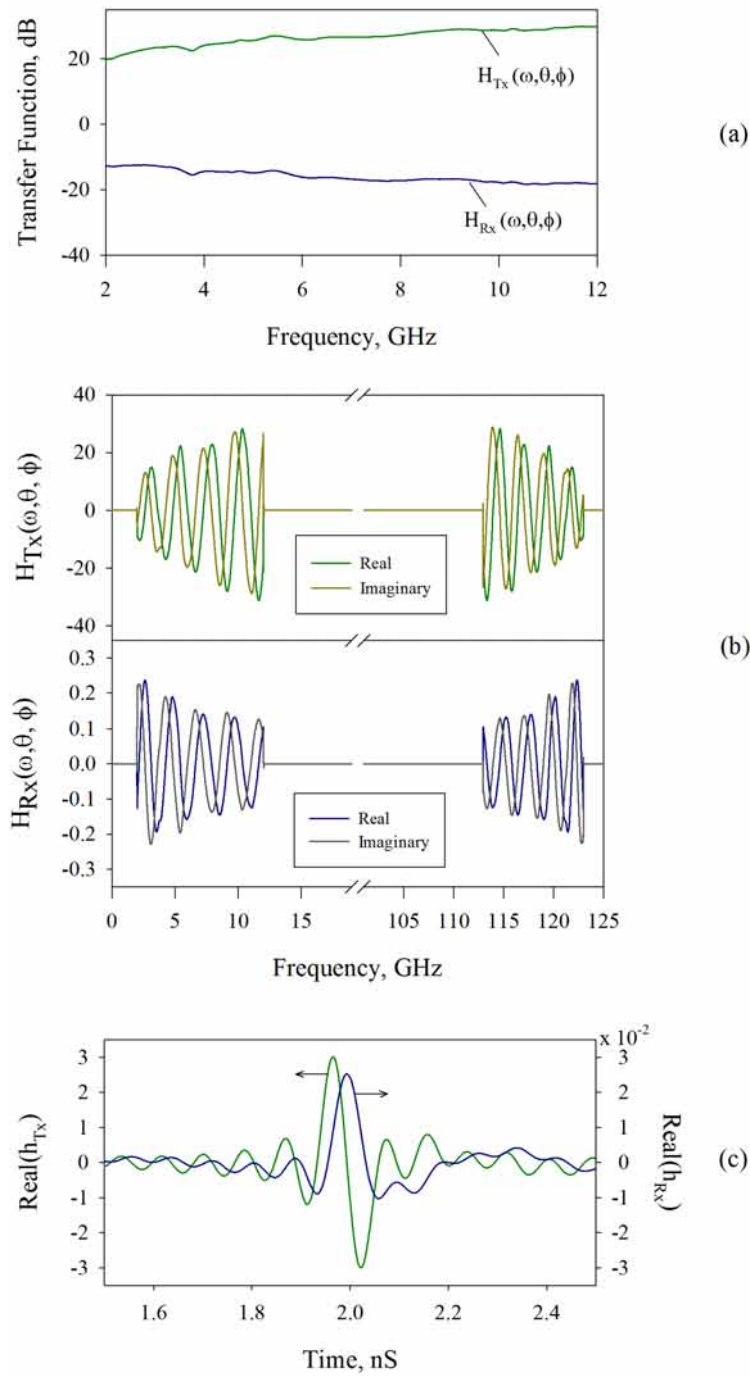 Transfer Function, dB
20
0
-20
-40
H_Tx (ω,θ,ϕ)
H_Rx (ω,θ,ϕ)
2 4 6 8 10 12
Frequency, GHz
(a)
H_Tx(ω,θ, ϕ)
40
20
0
-20
-40
Real
Imaginary
H_Rx(ω,θ, ϕ)
0.3
0.2
0.1
0.0
-0.1
-0.2
-0.3
Real
Imaginary
0 5 10 15 105 110 115 120 125
Frequency, GHz
(b)
x 10^-2
Real(h_Tx)
3
2
1
0
-1
-2
-3
3
2
1
0
-1
-2
-3
Real(h_Rx)
1.6 1.8 2.0 2.2 2.4
Time, nS
(c)